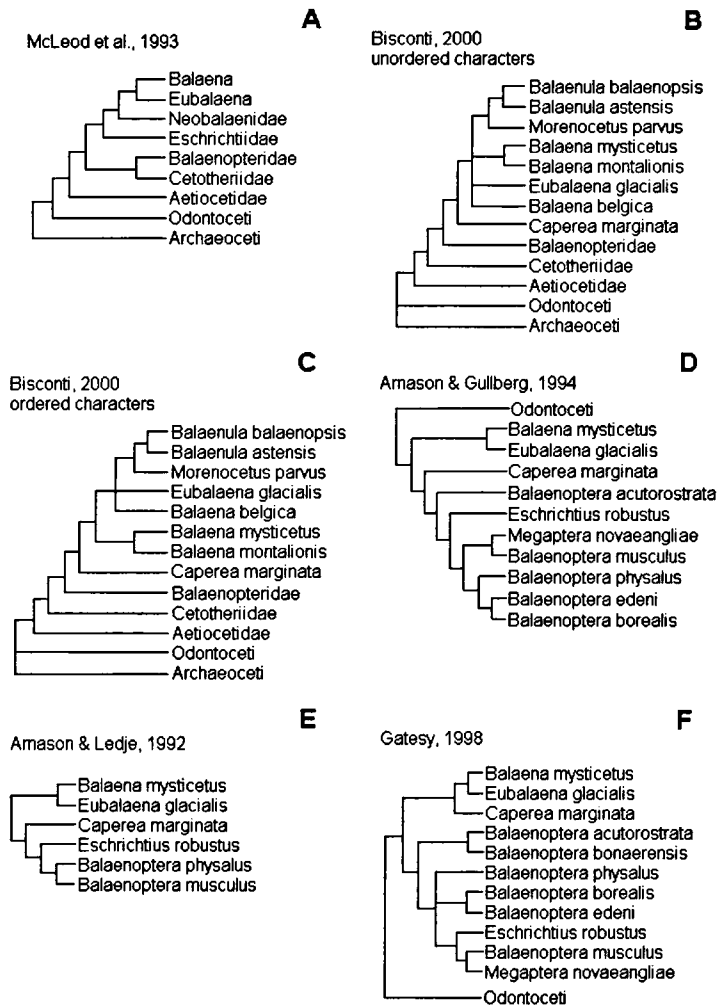 A
McLeod et al., 1993
Balaena
Eubalaena
Neobalaenidae
Eschrichtiidae
Balaenopteridae
Cetotheriidae
Aetiocetidae
Odontoceti
Archaeoceti
B
Bisconti, 2000
unordered characters
Balaenula balaenopsis
Balaenula astensis
Morenocetus parvus
Balaena mysticetus
Balaena montalionis
Eubalaena glacialis
Balaena belgica
Caperea marginata
Balaenopteridae
Cetotheriidae
Aetiocetidae
Odontoceti
Archaeoceti
C
Bisconti, 2000
ordered characters
Balaenula balaenopsis
Balaenula astensis
Morenocetus parvus
Eubalaena glacialis
Balaena belgica
Balaena mysticetus
Balaena montalionis
Caperea marginata
Balaenopteridae
Cetotheriidae
Aetiocetidae
Odontoceti
Archaeoceti
D
Arnason & Gullberg, 1994
Odontoceti
Balaena mysticetus
Eubalaena glacialis
Caperea marginata
Balaenoptera acutorostrata
Eschrichtius robustus
Megaptera novaeangliae
Balaenoptera musculus
Balaenoptera physalus
Balaenoptera edeni
Balaenoptera borealis
E
Arnason & Ledje, 1992
Balaena mysticetus
Eubalaena glacialis
Caperea marginata
Eschrichtius robustus
Balaenoptera physalus
Balaenoptera musculus
F
Gatesy, 1998
Balaena mysticetus
Eubalaena glacialis
Caperea marginata
Balaenoptera acutorostrata
Balaenoptera bonaerensis
Balaenoptera physalus
Balaenoptera borealis
Balaenoptera edeni
Eschrichtius robustus
Balaenoptera musculus
Megaptera novaeangliae
Odontoceti